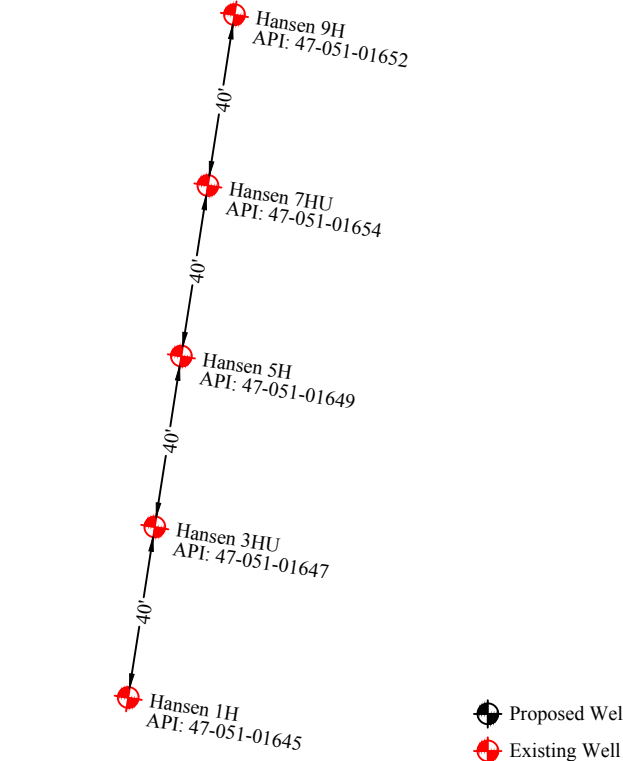 Hansen 9H
API: 47-051-01652
40'
Hansen 7HU
API: 47-051-01654
40'
Hansen 5H
API: 47-051-01649
40'
Hansen 3HU
API: 47-051-01647
40'
Hansen 1H
API: 47-051-01645
Proposed Wel
Existing Well